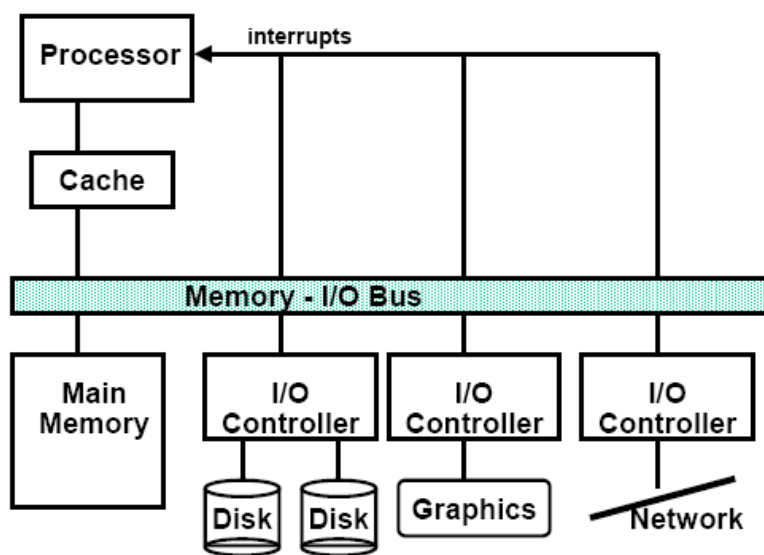 interrupts
Processor
Cache
Memory - I/O Bus
Main
Memory
I/O
Controller
I/O
Controller
I/O
Controller
Disk
Disk
Graphics
Network